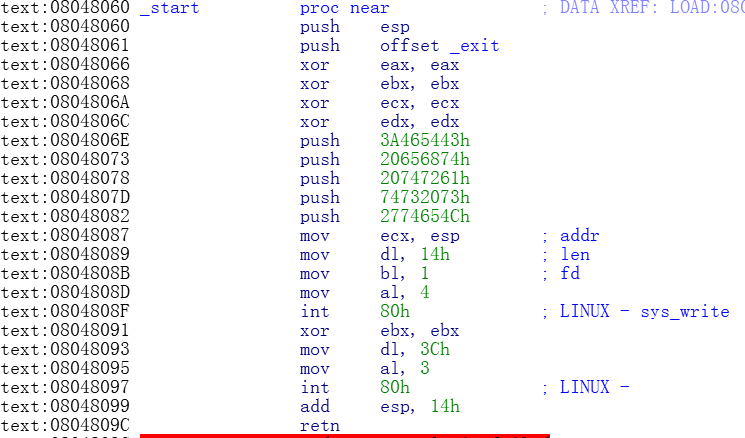 text:08048060 _start proc near ; DATA XREF: LOAD:080
text:08048060 push esp
text:08048061 push offset _exit
text:08048066 xor eax, eax
text:08048068 xor ebx, ebx
text:0804806A xor ecx, ecx
text:0804806C xor edx, edx
text:0804806E push 3A465443h
text:08048073 push 20656874h
text:08048078 push 20747261h
text:0804807D push 74732073h
text:08048082 push 2774654Ch
text:08048087 mov ecx, esp ; addr
text:08048089 mov dl, 14h ; len
text:0804808B mov bl, 1 ; fd
text:0804808D mov al, 4
text:0804808F int 80h ; LINUX - sys_write
text:08048091 xor ebx, ebx
text:08048093 mov dl, 3Ch
text:08048095 mov al, 3
text:08048097 int 80h ; LINUX -
text:08048099 add esp, 14h
text:0804809C retn